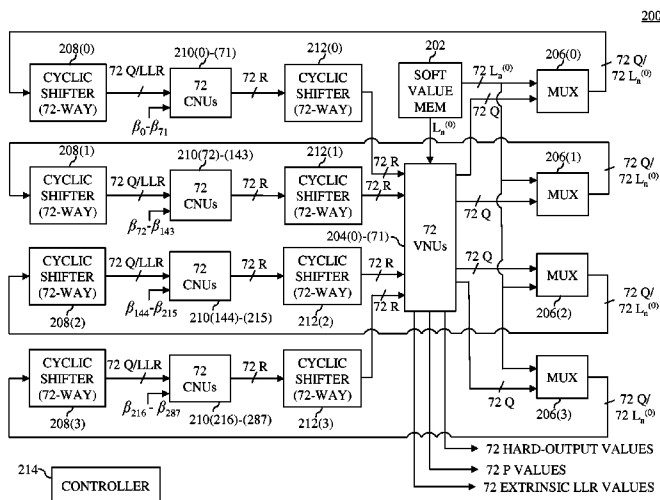 200
208(0) 72 Q/LLR 210(0)-(71) 212(0) 202 72 Lₙ⁽⁰⁾ 206(0) 72 Q/
72 Lₙ⁽⁰⁾
CYCLIC SHIFTER (72-WAY)
72 CNUs
72 R
CYCLIC SHIFTER (72-WAY)
SOFT VALUE MEM
MUX
72 Q
β₀-β₇₁
Lₙ⁽⁰⁾
208(1) 72 Q/LLR 210(72)-(143) 212(1) 72 R 206(1) 72 Q/
72 Lₙ⁽⁰⁾
CYCLIC SHIFTER (72-WAY)
72 CNUs
72 R
CYCLIC SHIFTER (72-WAY)
72 R
72 VNUs
72 Q
MUX
β₇₂-β₁₄₃
204(0)-(71)
CYCLIC SHIFTER (72-WAY)
72 Q/LLR
72 CNUs
72 R
CYCLIC SHIFTER (72-WAY)
72 R
72 Q
MUX
72 Q/
72 Lₙ⁽⁰⁾
β₁₄₄-β₂₁₅
208(2) 210(144)-(215) 212(2) 72 R 206(2)
CYCLIC SHIFTER (72-WAY)
72 Q/LLR
72 CNUs
72 R
CYCLIC SHIFTER (72-WAY)
72 Q
MUX
72 Q/
72 Lₙ⁽⁰⁾
β₂₁₆- β₂₈₇
208(3) 210(216)-(287) 212(3) 206(3)
72 HARD-OUTPUT VALUES
72 P VALUES
72 EXTRINSIC LLR VALUES
214 CONTROLLER